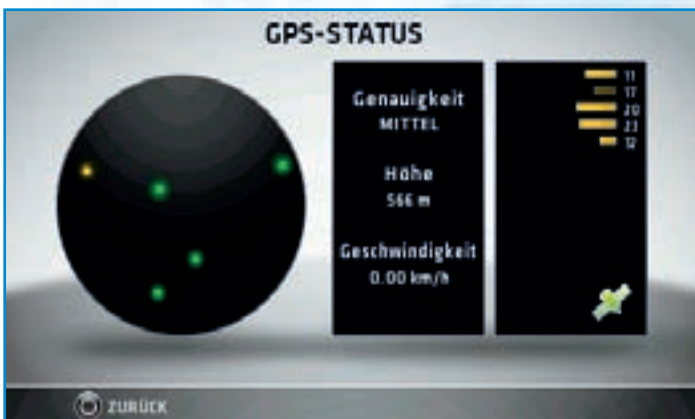 GPS-STATUS
Genauigkeit
MITTEL
Höhe
566 m
Geschwindigkeit
0.00 km/h
11
17
20
23
12
ZURÜCK